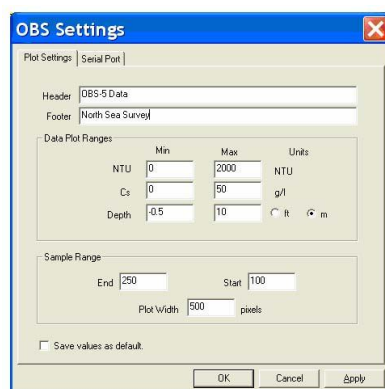 OBS Settings
Plot Settings Serial Port
Header OBS-5 Data
Footer North Sea Survey
Data Plot Ranges
Min Max Units
NTU 0 2000 NTU
Cs 0 50 g/l
Depth -0.5 10 ft m
Sample Range
End 250 Start 100
Plot Width 500 pixels
Save values as default.
OK Cancel Apply